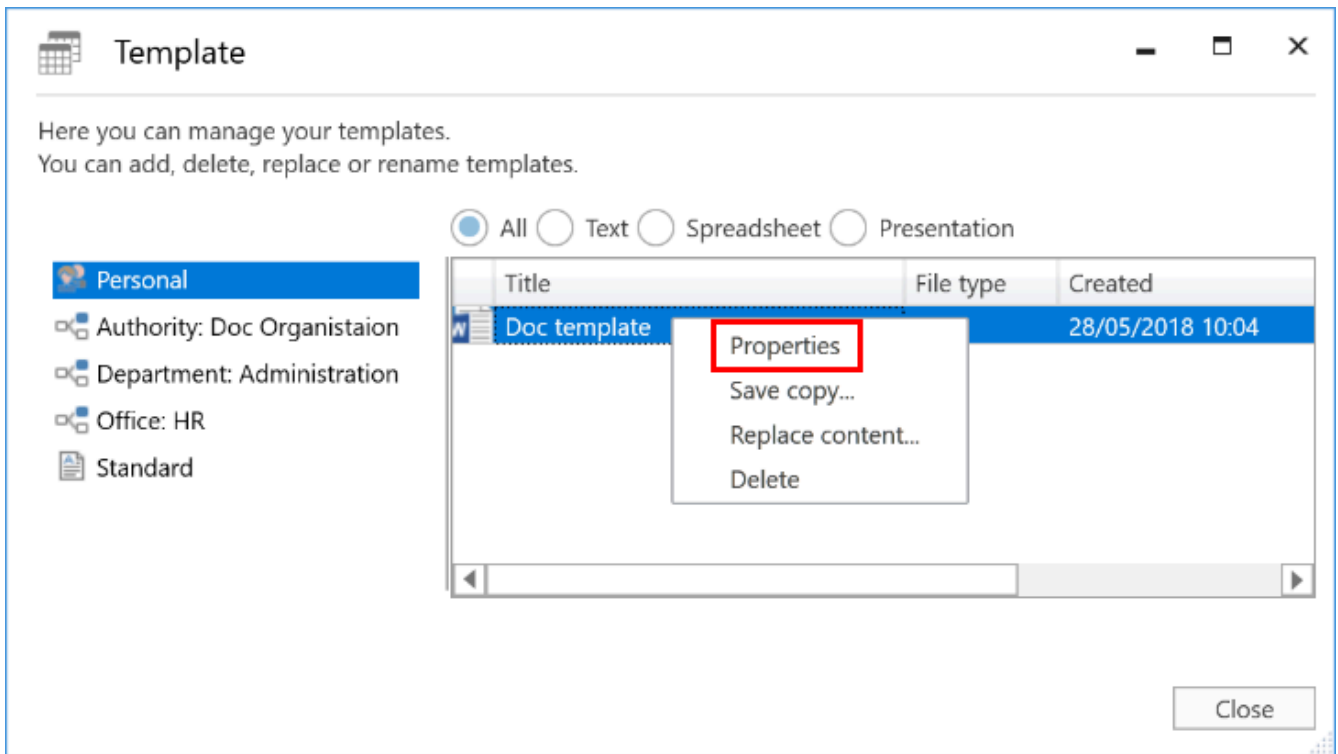 Template
Here you can manage your templates.
You can add, delete, replace or rename templates.
All Text Spreadsheet Presentation
Personal
Authority: Doc Organistaion
Department: Administration
Office: HR
Standard
Title File type Created
W Doc template 28/05/2018 10:04
Properties
Save copy...
Replace content...
Delete
Close